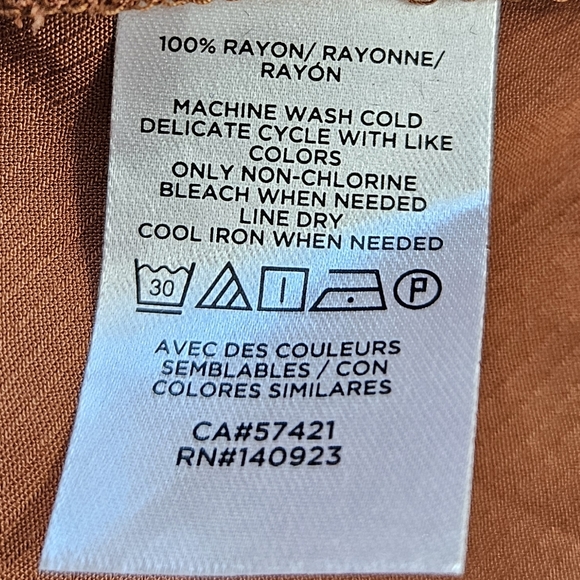 100% RAYON/ RAYONNE/
RAYÓN
MACHINE WASH COLD
DELICATE CYCLE WITH LIKE
COLORS
ONLY NON-CHLORINE
BLEACH WHEN NEEDED
LINE DRY
COOL IRON WHEN NEEDED
30 P
AVEC DES COULEURS
SEMBLABLES / CON
COLORES SIMILARES
CA#57421
RN#140923